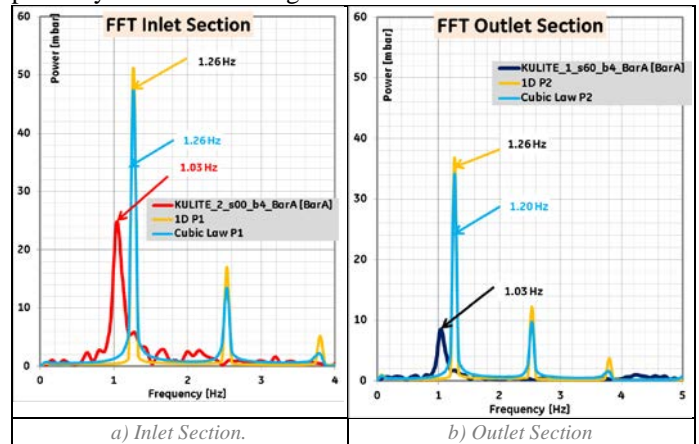 FFT Inlet Section
Power [mbar]
60
50
40
30
20
10
0
1.26 Hz
1.26 Hz
1.03 Hz
KULITE_2_s00_b4_BarA [BarA]
1D P1
Cubic Law P1
0
1
2
3
4
Frequency [Hz]
a) Inlet Section.
FFT Outlet Section
Power [mbar]
60
50
40
30
20
10
0
KULITE_1_s60_b4_BarA [BarA]
1D P2
Cubic Law P2
1.26 Hz
1.20 Hz
1.03 Hz
0
1
2
3
4
5
Frequency [Hz]
b) Outlet Section